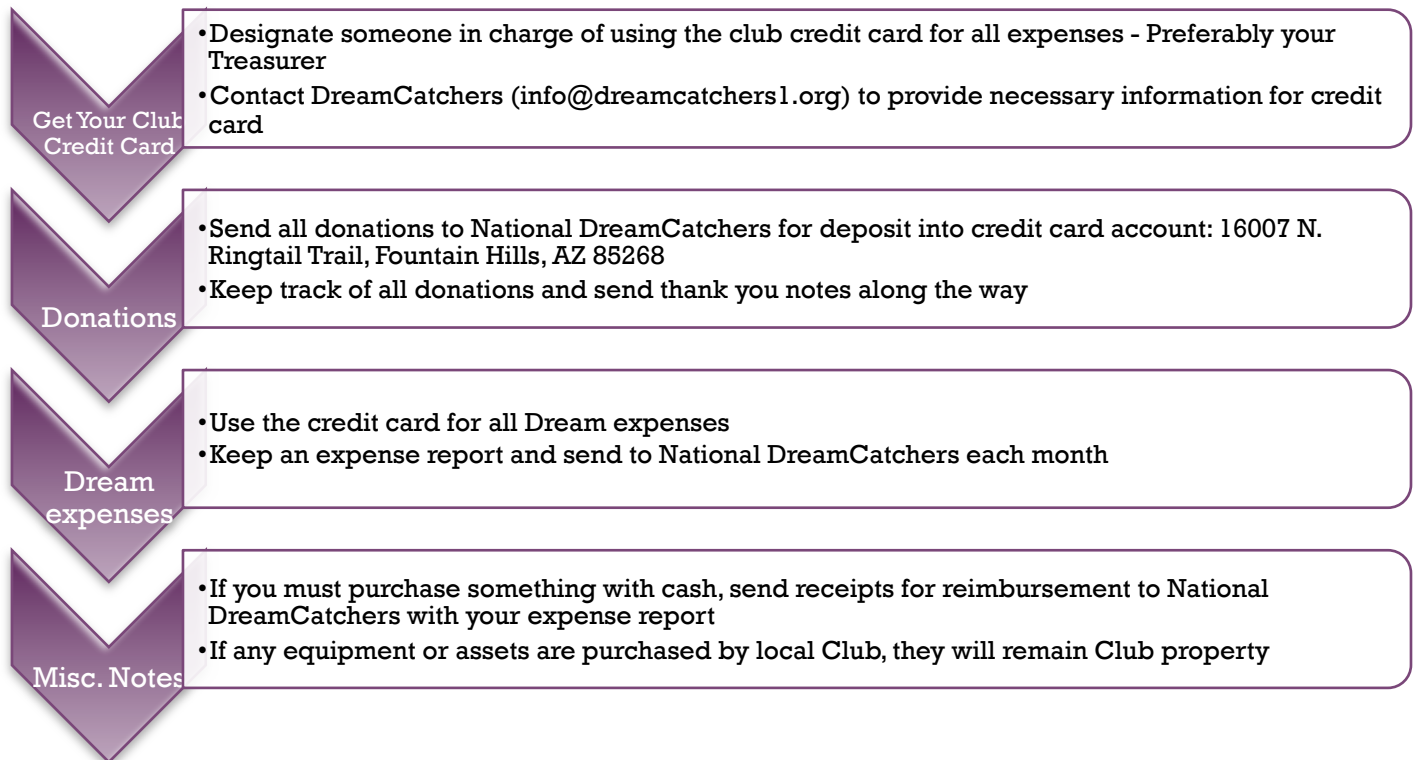 Get Your Club
Credit Card
•Designate someone in charge of using the club credit card for all expenses - Preferably your
Treasurer
•Contact DreamCatchers (info@dreamcatchers1.org) to provide necessary information for credit
card
Donations
•Send all donations to National DreamCatchers for deposit into credit card account: 16007 N.
Ringtail Trail, Fountain Hills, AZ 85268
•Keep track of all donations and send thank you notes along the way
Dream
expenses
•Use the credit card for all Dream expenses
•Keep an expense report and send to National DreamCatchers each month
Misc. Notes
•If you must purchase something with cash, send receipts for reimbursement to National
DreamCatchers with your expense report
•If any equipment or assets are purchased by local Club, they will remain Club property